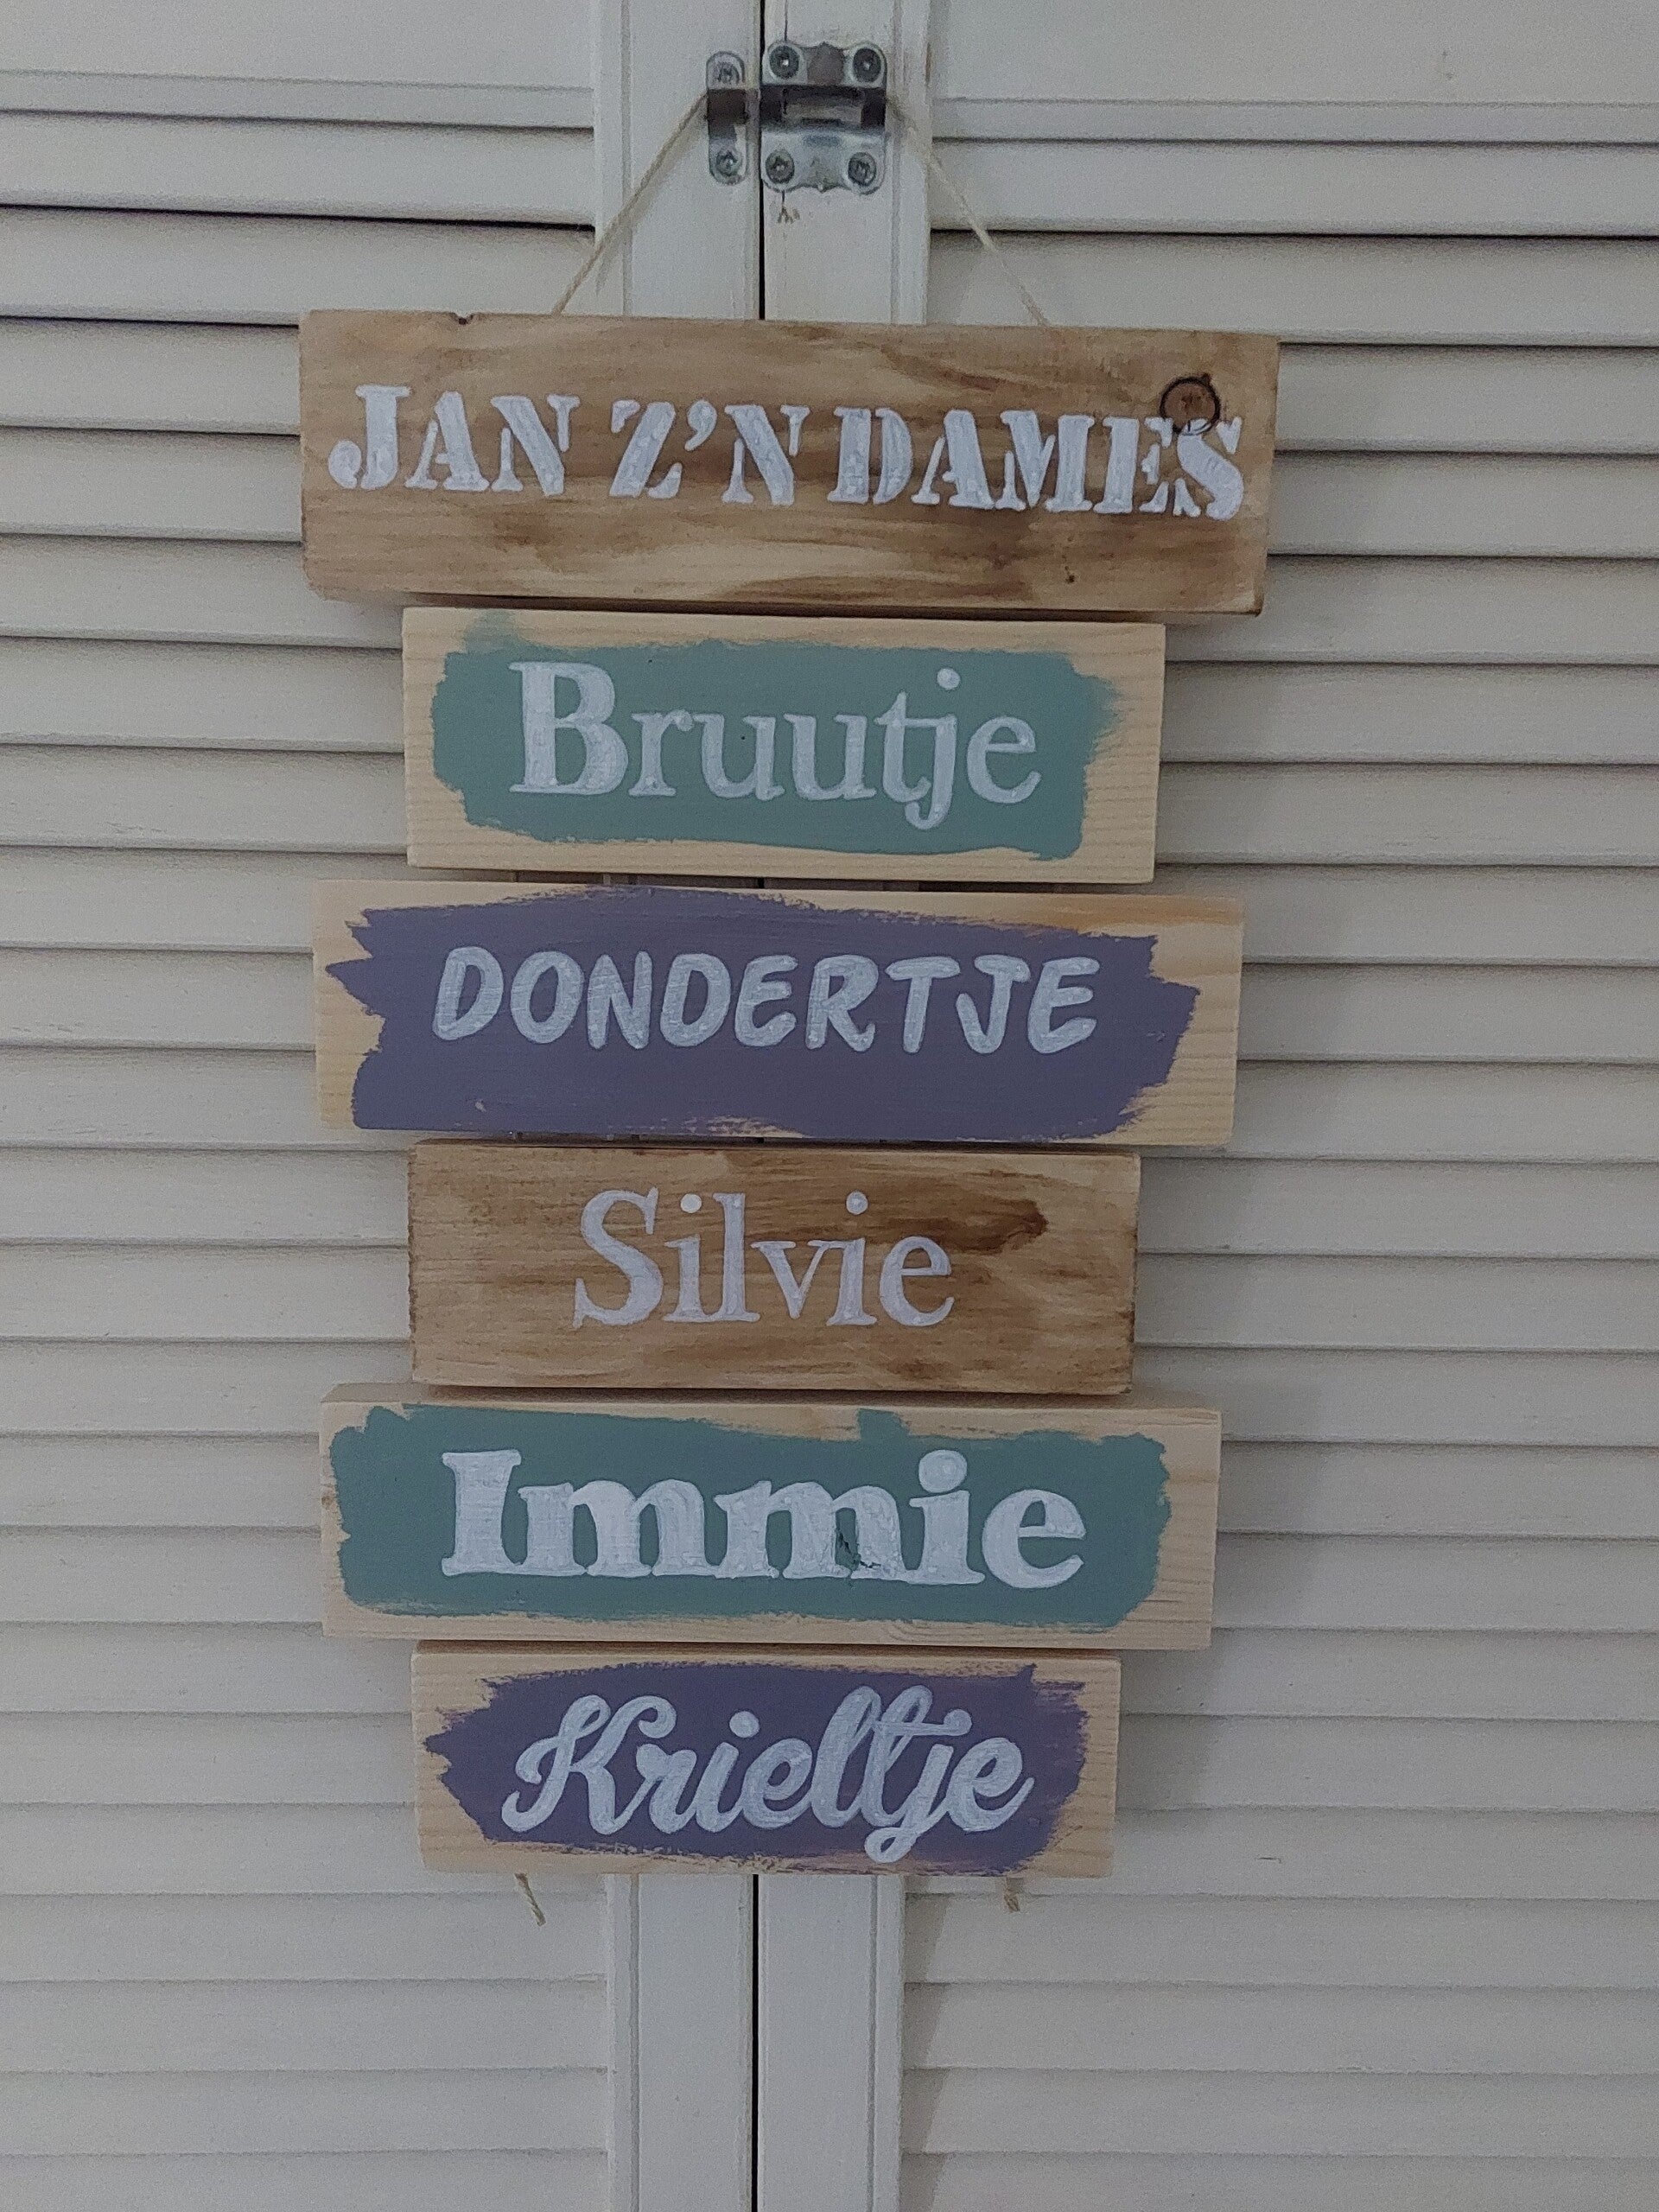 JAN Z'N DAMES
Bruutje
DONDERTJE
Silvie
Immie
Krieltje